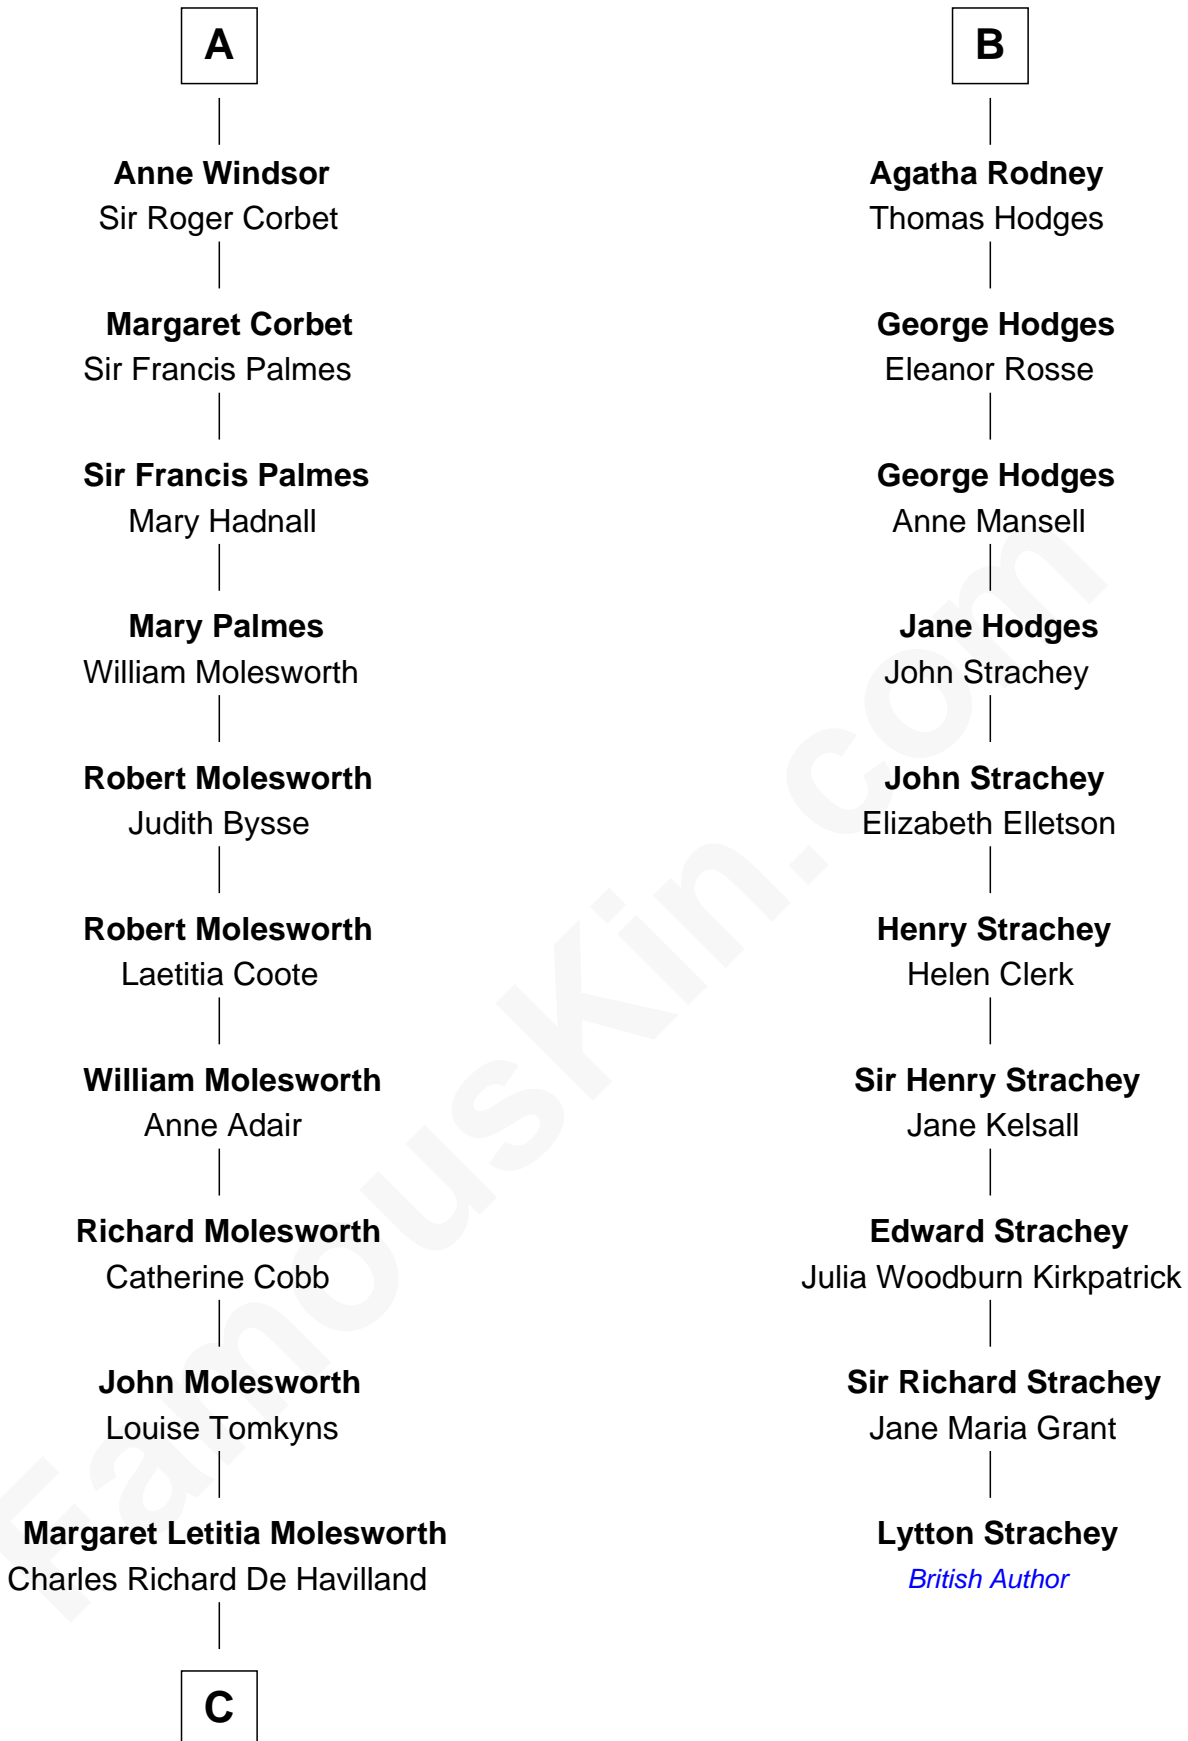 A
Anne Windsor
Sir Roger Corbet
Margaret Corbet
Sir Francis Palmes
Sir Francis Palmes
Mary Hadnall
Mary Palmes
William Molesworth
Robert Molesworth
Judith Bysse
Robert Molesworth
Laetitia Coote
William Molesworth
Anne Adair
Richard Molesworth
Catherine Cobb
John Molesworth
Louise Tomkyns
Margaret Letitia Molesworth
Charles Richard De Havilland
C
B
Agatha Rodney
Thomas Hodges
George Hodges
Eleanor Rosse
George Hodges
Anne Mansell
Jane Hodges
John Strachey
John Strachey
Elizabeth Elletson
Henry Strachey
Helen Clerk
Sir Henry Strachey
Jane Kelsall
Edward Strachey
Julia Woodburn Kirkpatrick
Sir Richard Strachey
Jane Maria Grant
Lytton Strachey
British Author
FamousKin.com